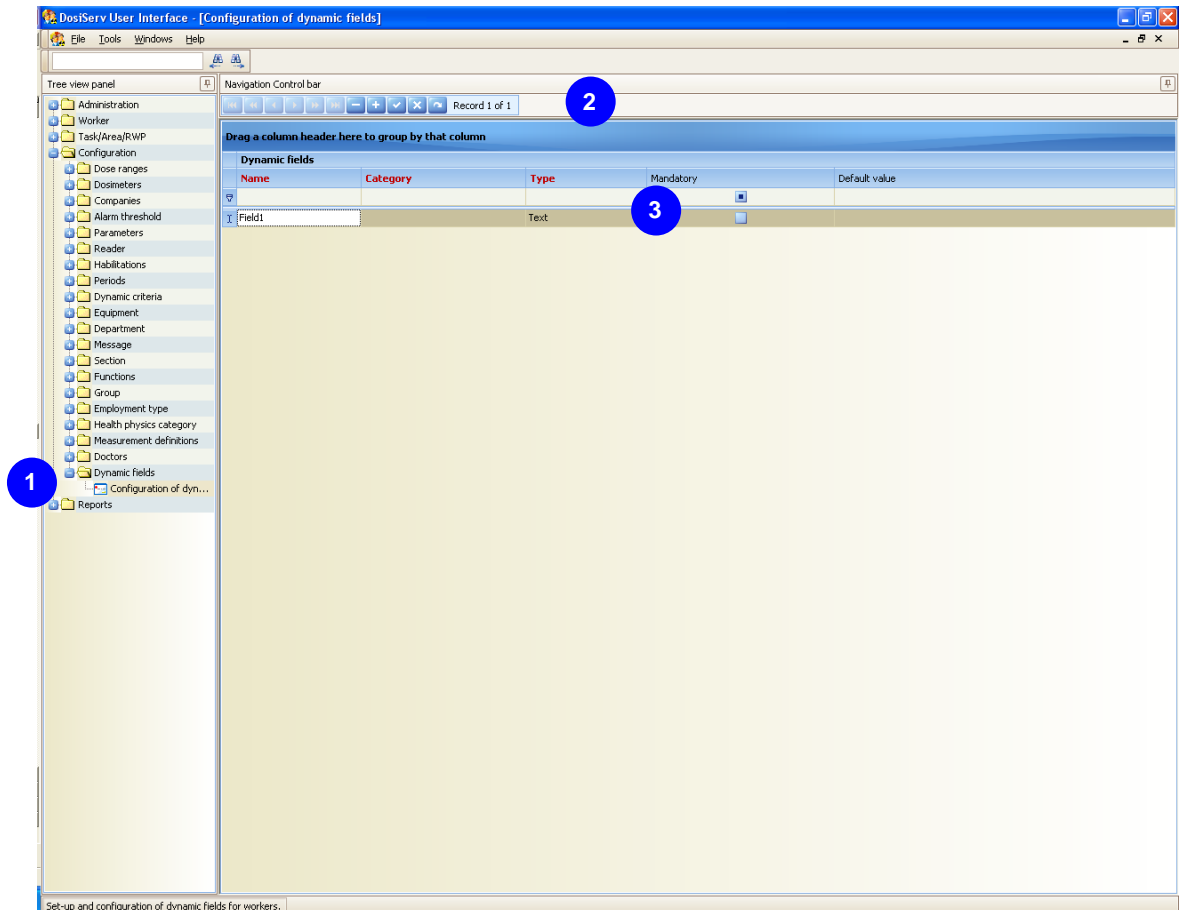 DosiServ User Interface - [Configuration of dynamic fields]
File Tools Windows Help
Tree view panel
Navigation Control bar
Record 1 of 1
2
Administration
Worker
Task/Area/RWP
Configuration
Dose ranges
Dosimeters
Companies
Alarm threshold
Parameters
Reader
Habilitations
Periods
Dynamic criteria
Equipment
Department
Message
Section
Functions
Group
Employment type
Health physics category
Measurement definitions
Doctors
Dynamic fields
Configuration of dyn...
Reports
1
Drag a column header here to group by that column
Dynamic fields
Name Category Type Mandatory Default value
3
Field1 Text
Set-up and configuration of dynamic fields for workers.